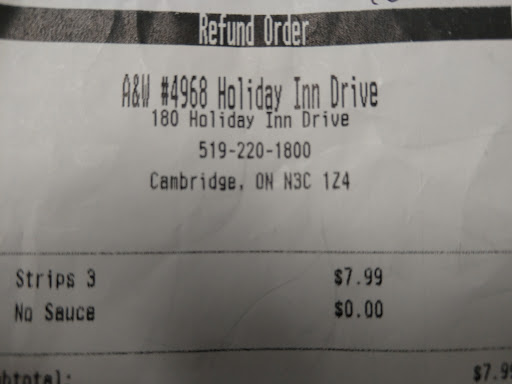 Refund Order
A&W #4968 Holiday Inn Drive
180 Holiday Inn Drive
519-220-1800
Cambridge, ON N3C 1Z4
Strips 3 $7.99
No Sauce $0.00